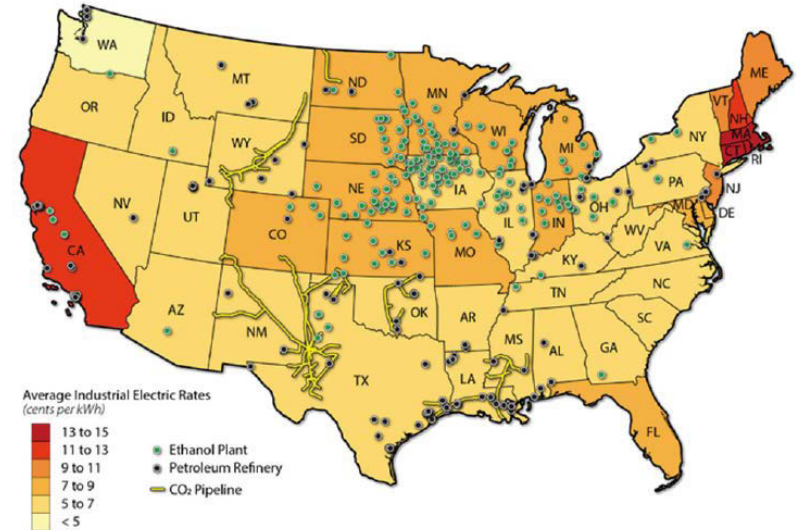 WA
MT
ND
MN
ME
VT
NH
MA
CT
RI
OR
ID
SD
WI
MI
NY
WY
NE
IA
PA
NJ
NV
UT
CO
KS
MO
IL
IN
OH
MD
DE
WV
VA
KY
CA
AZ
NM
OK
AR
TN
NC
SC
MS
AL
GA
TX
LA
FL
Average Industrial Electric Rates
(cents per kWh)
13 to 15
11 to 13
9 to 11
7 to 9
5 to 7
< 5
Ethanol Plant
Petroleum Refinery
CO₂ Pipeline